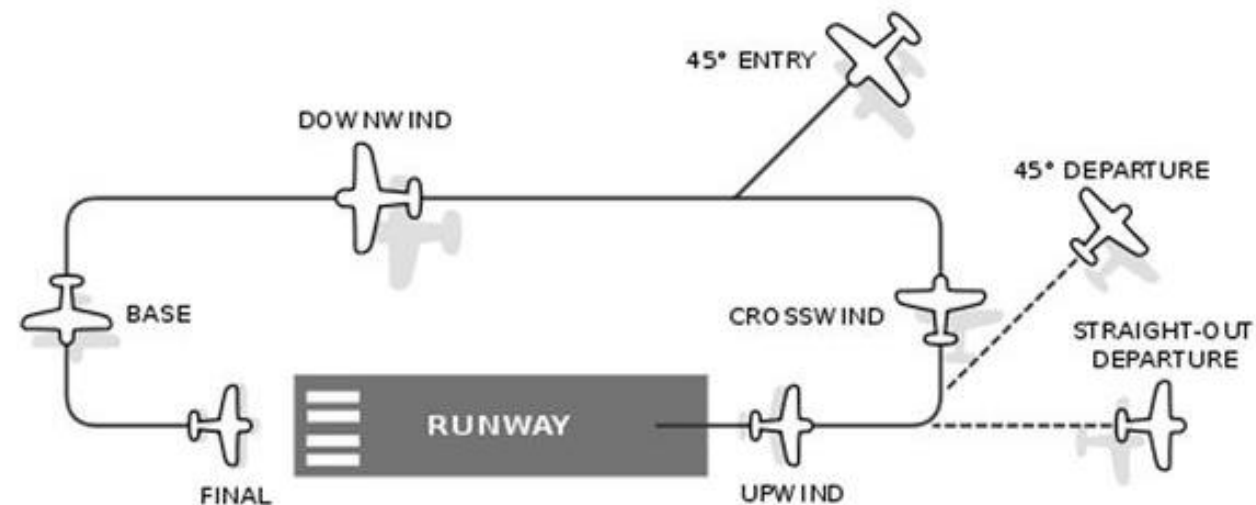 45° ENTRY
DOWNWIND
45° DEPARTURE
BASE
CROSSWIND
STRAIGHT-OUT
DEPARTURE
RUNWAY
FINAL
UPWIND